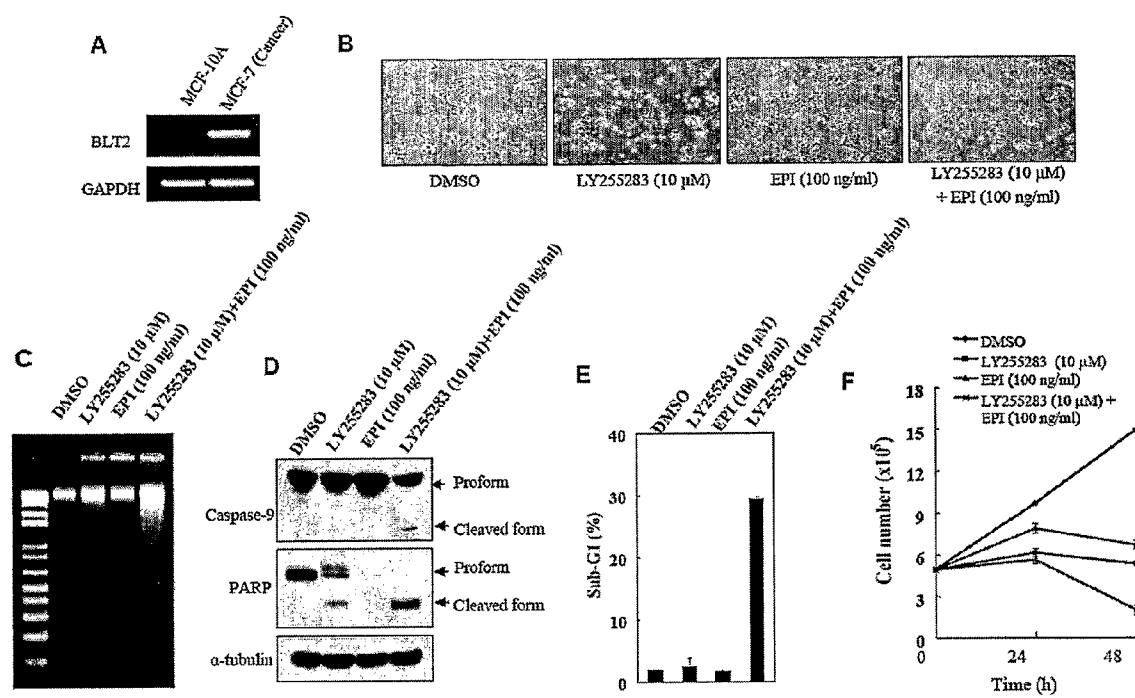 A
MCF-10A
MCF-7 (Cancer)
BLT2
GAPDH
B
DMSO
LY255283 (10 μM)
EPI (100 ng/ml)
LY255283 (10 μM)
+ EPI (100 ng/ml)
C
DMSO
LY255283 (10 μM)
EPI (100 ng/ml)
LY255283 (10 μM)+EPI (100 ng/ml)
D
DMSO
LY255283 (10 μM)
EPI (100 ng/ml)
LY255283 (10 μM)+EPI (100 ng/ml)
Caspase-9
Proform
Cleaved form
PARP
Proform
Cleaved form
α-tubulin
E
DMSO
LY255283 (10 μM)
EPI (100 ng/ml)
LY255283 (10 μM)+EPI (100 ng/ml)
Sub-G1 (%)
40
30
20
10
0
F
DMSO
LY255283 (10 μM)
EPI (100 ng/ml)
LY255283 (10 μM) +
EPI (100 ng/ml)
Cell number (x10⁵)
18
15
12
9
6
3
0
0 24 48
Time (h)